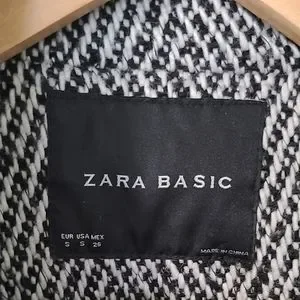 ZARA BASIC
EUR USA MEX
S S 26
MADE IN CHINA